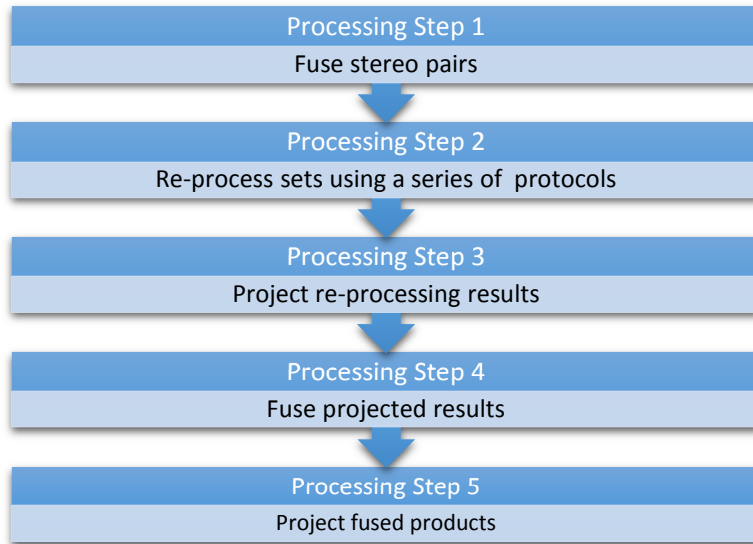 Processing Step 1
Fuse stereo pairs
Processing Step 2
Re-process sets using a series of protocols
Processing Step 3
Project re-processing results
Processing Step 4
Fuse projected results
Processing Step 5
Project fused products